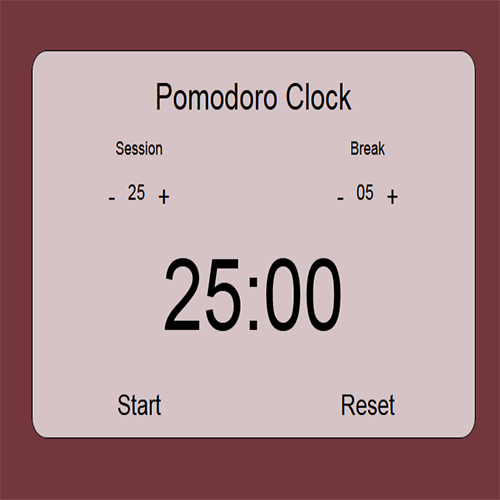 Pomodoro Clock
Session Break
- 25 + - 05 +
25:00
Start Reset